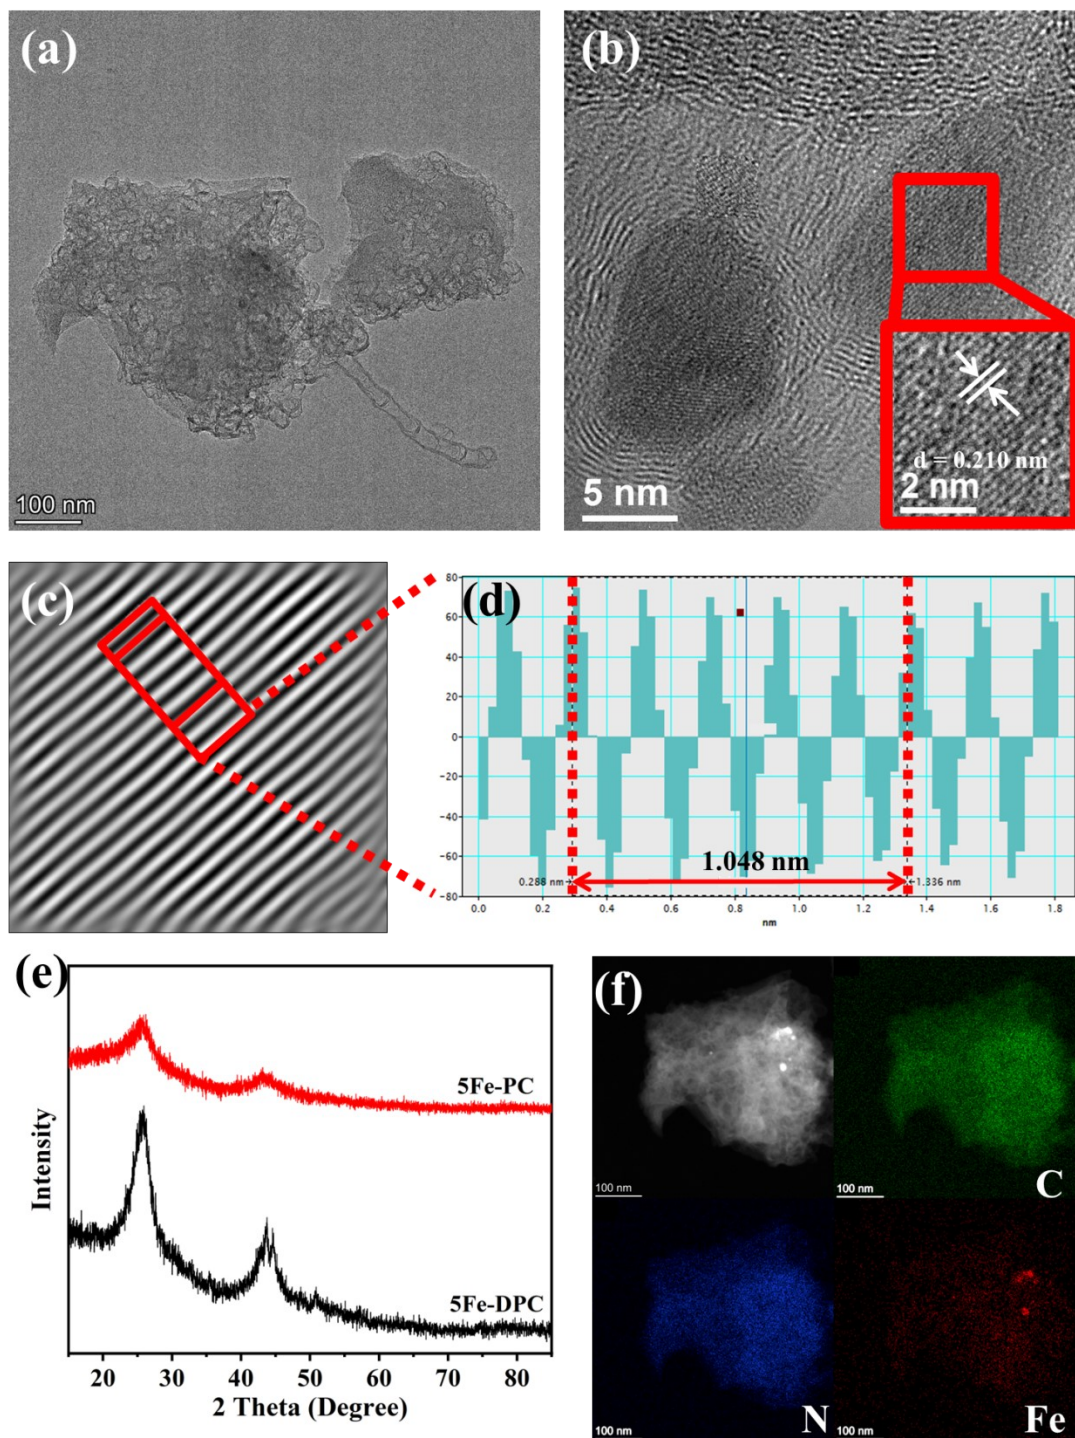 (a)
100 nm
(b)
5 nm
d = 0.210 nm
2 nm
(c)
(d)
80
60
40
20
0
−20
−40
−60
−80
1.048 nm
0.288 nm
1.336 nm
0.0 0.2 0.4 0.6 0.8 1.0 1.2 1.4 1.6 1.8
nm
(e)
Intensity
5Fe-PC
5Fe-DPC
20 30 40 50 60 70 80
2 Theta (Degree)
(f)
100 nm
100 nm
C
100 nm
N
100 nm
Fe